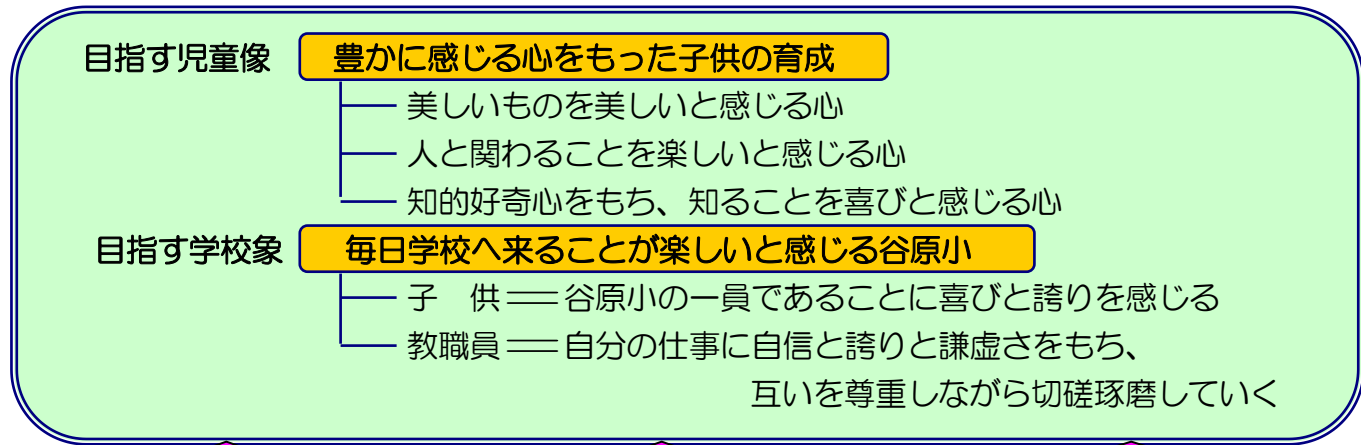 目指す児童像 豊かに感じる心をもった子供の育成
美しいものを美しいと感じる心
人と関わることを楽しいと感じる心
知的好奇心をもち、知ることを喜びと感じる心
目指す学校象 毎日学校へ来ることが楽しいと感じる谷原小
子　供＝＝谷原小の一員であることに喜びと誇りを感じる
教職員＝＝自分の仕事に自信と誇りと謙虚さをもち、
互いを尊重しながら切磋琢磨していく